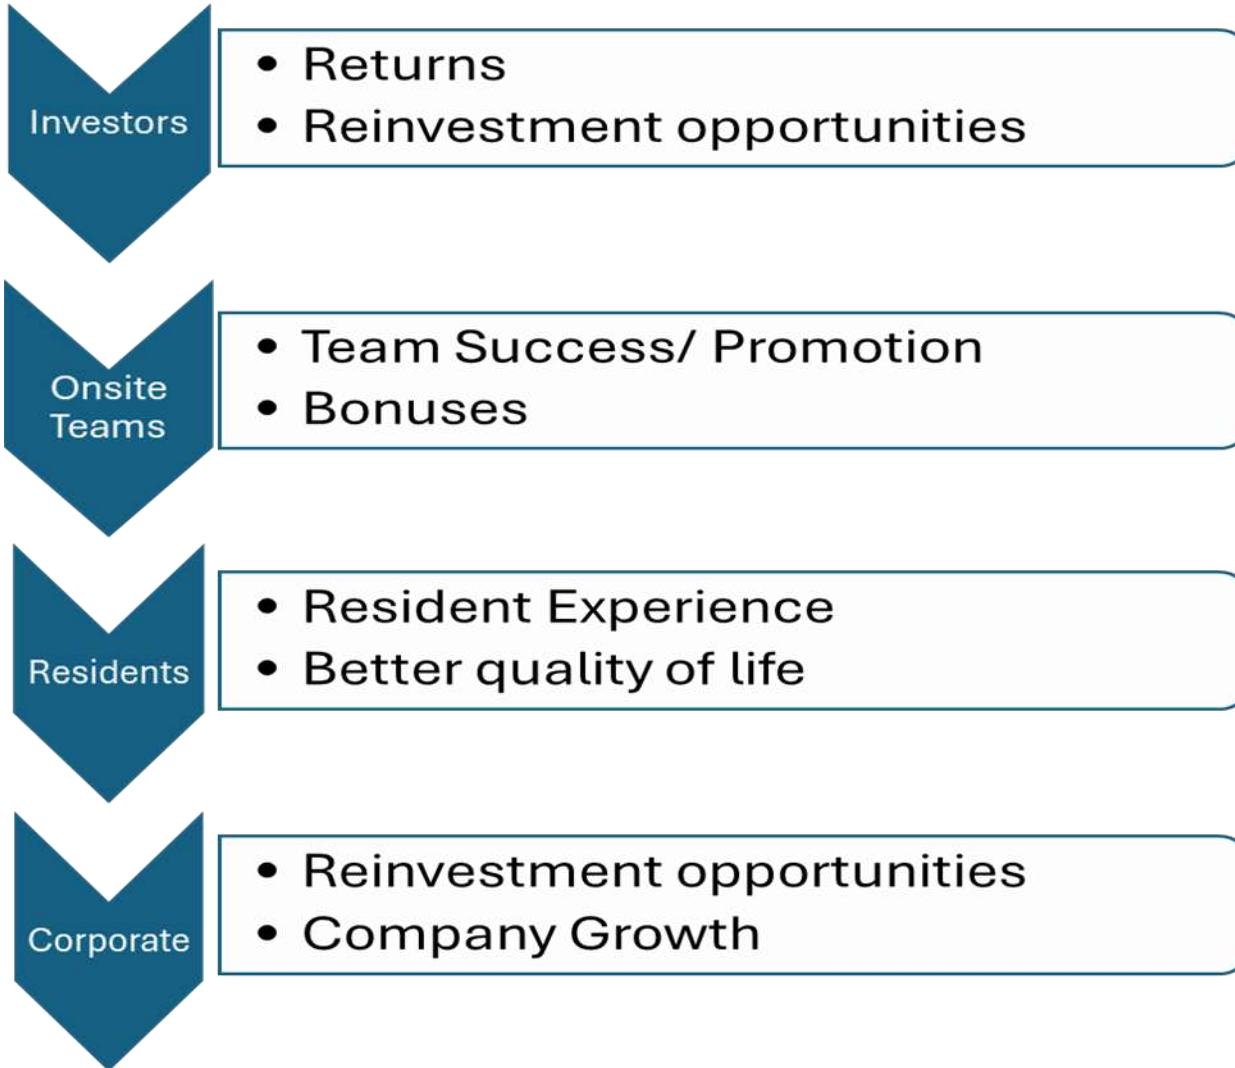 Investors
• Returns
• Reinvestment opportunities
Onsite
Teams
• Team Success/ Promotion
• Bonuses
Residents
• Resident Experience
• Better quality of life
Corporate
• Reinvestment opportunities
• Company Growth